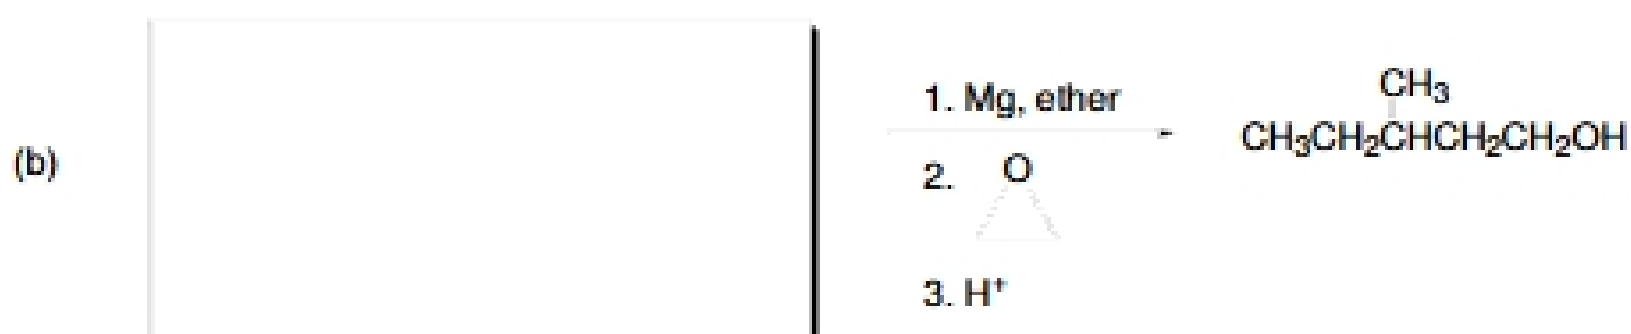 (b)
1. Mg, ether
2. O
3. H⁺
CH₃
CH₃CH₂CHCH₂CH₂OH